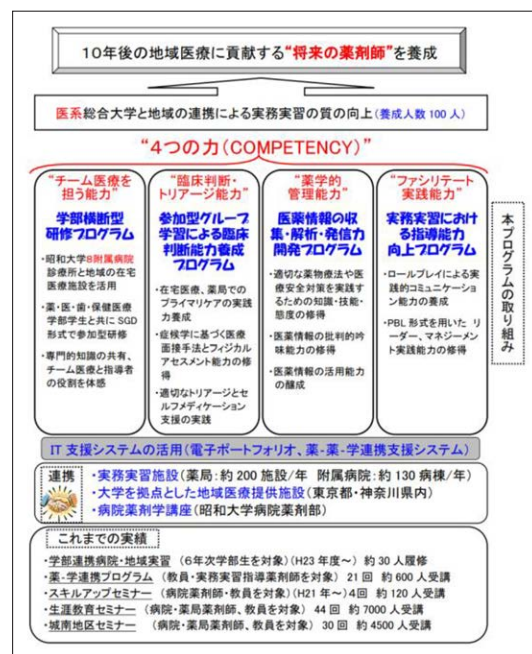 10年後の地域医療に貢献する“将来の薬剤師”を養成
医系総合大学と地域の連携による実務実習の質の向上(養成人数100人)
“4つの力(COMPETENCY)”
“チーム医療を
担う能力”
学部横断型
研修プログラム
・昭和大学8附属病院
診療所と地域の在宅
医療施設を活用
・薬・医・歯・保健医療
学部学生と共にSGD
形式で参加型研修
・専門的知識の共有、
チーム医療と指導者
の役割を体感
“臨床判断・
トリアージ能力”
参加型グループ
学習による臨床
判断能力養成
プログラム
・在宅医療、薬局での
プライマリケアの実践
力養成
・症候学に基づく医療
面接手法とフィジカル
アセスメント能力の修
得
・適切なトリアージとセ
ルフメディケーション
支援の実践
“薬学的
管理能力”
医薬情報の収
集・解析・発信力
開発プログラム
・適切な薬物療法や医
療安全対策を実施す
るための知識・技能・
態度の修得
・医薬情報の批判的吟
味能力の修得
・医薬情報の活用能力
の醸成
“ファシリテート
実践能力”
実務実習におけ
る指導能力
向上プログラム
・ロールプレイによる実
践的コミュニケーション
能力の養成
・PBL形式を用いた リ
ーダー、マネジーメント
実践能力の修得
本プログラムの取り組み
IT支援システムの活用(電子ポートフォリオ、薬-薬-学連携支援システム)
連携
・実務実習施設(薬局:約200施設/年 附属病院:約130病棟/年)
・大学を拠点とした地域医療提供施設(東京都・神奈川県内)
・病院薬剤学講座(昭和大学病院薬剤部)
これまでの実績
・学部連携病院・地域実習 (6年次学部生を対象)(H23年度~) 約30人履修
・薬-学連携プログラム (教員・実務実習指導薬剤師を対象) 21回 約600人受講
・スキルアップセミナー (病院薬剤師・教員を対象)(H21年~)4回 約120人受講
・生涯教育セミナー (病院・薬局薬剤師、教員を対象) 44回 約7000人受講
・城南地区セミナー (病院・薬局薬剤師、教員を対象) 30回 約4500人受講